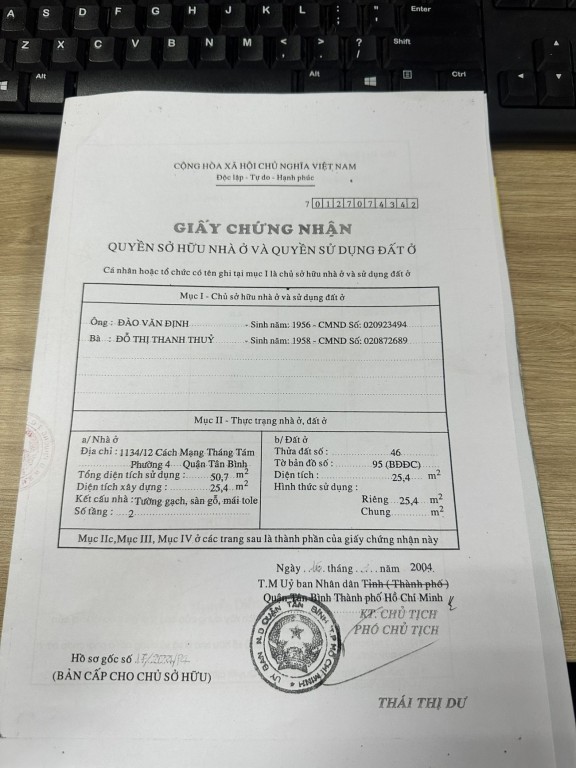 A S D F G H J K L : ; " ' Enter
Z X C V B N M < , > . ? / Shift
Alt Alt Ctrl
CỘNG HÒA XÃ HỘI CHỦ NGHĨA VIỆT NAM
Độc lập - Tự do - Hạnh phúc
7 0 1 2 7 0 7 4 3 4 2
GIẤY CHỨNG NHẬN
QUYỀN SỞ HỮU NHÀ Ở VÀ QUYỀN SỬ DỤNG ĐẤT Ở
Cá nhân hoặc tổ chức có tên ghi tại mục I là chủ sở hữu nhà ở và sử dụng đất ở
Mục I - Chủ sở hữu nhà ở và sử dụng đất ở
Ông : ĐÀO VĂN ĐỊNH - Sinh năm: 1956 - CMND Số: 020923494
Bà : ĐỖ THỊ THANH THUỶ - Sinh năm: 1958 - CMND Số: 020872689
Mục II - Thực trạng nhà ở, đất ở
a/ Nhà ở
Địa chỉ : 1134/12 Cách Mạng Tháng Tám
Phường 4 Quận Tân Bình
Tổng diện tích sử dụng : 50,7 m2
Diện tích xây dựng : 25,4 m2
Kết cấu nhà : Tường gạch, sàn gỗ, mái tole
Số tầng : 2
b/ Đất ở
Thửa đất số : 46
Tờ bản đồ số : 95 (BĐĐC)
Diện tích : 25,4 m2
Hình thức sử dụng :
Riêng 25,4 m2
Chung m2
Mục IIc,Mục III, Mục IV ở các trang sau là thành phần của giấy chứng nhận này
Ngày tháng năm 2004
T.M Uỷ ban Nhân dân Tỉnh ( Thành phố )
Quận Tân Bình Thành phố Hồ Chí Minh
KT. CHỦ TỊCH
PHÓ CHỦ TỊCH
UỶ BAN N.D QUẬN TÂN BÌNH T.P HỒ CHÍ MINH
Hồ sơ gốc số
(BẢN CẤP CHO CHỦ SỞ HỮU)
THÁI THỊ DƯ